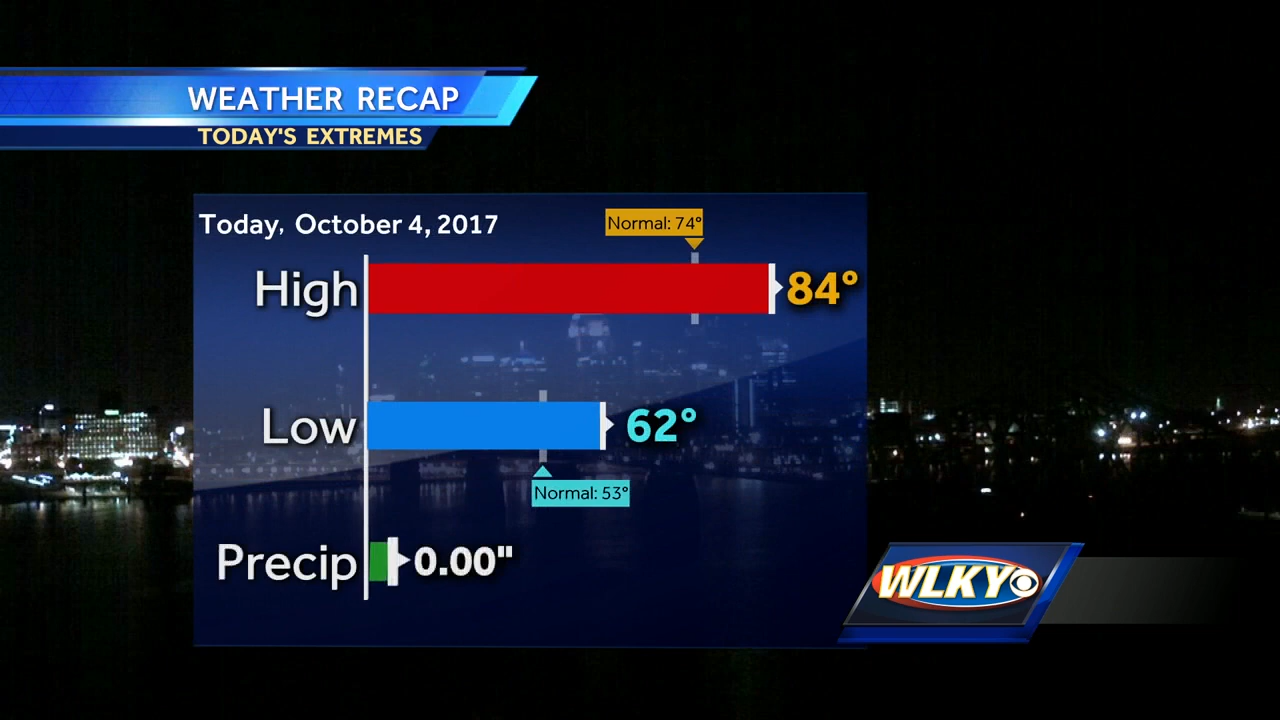 WEATHER RECAP
TODAY'S EXTREMES
Today, October 4, 2017
Normal: 74°
High
84°
Low
62°
Normal: 53°
Precip
0.00"
WLKY